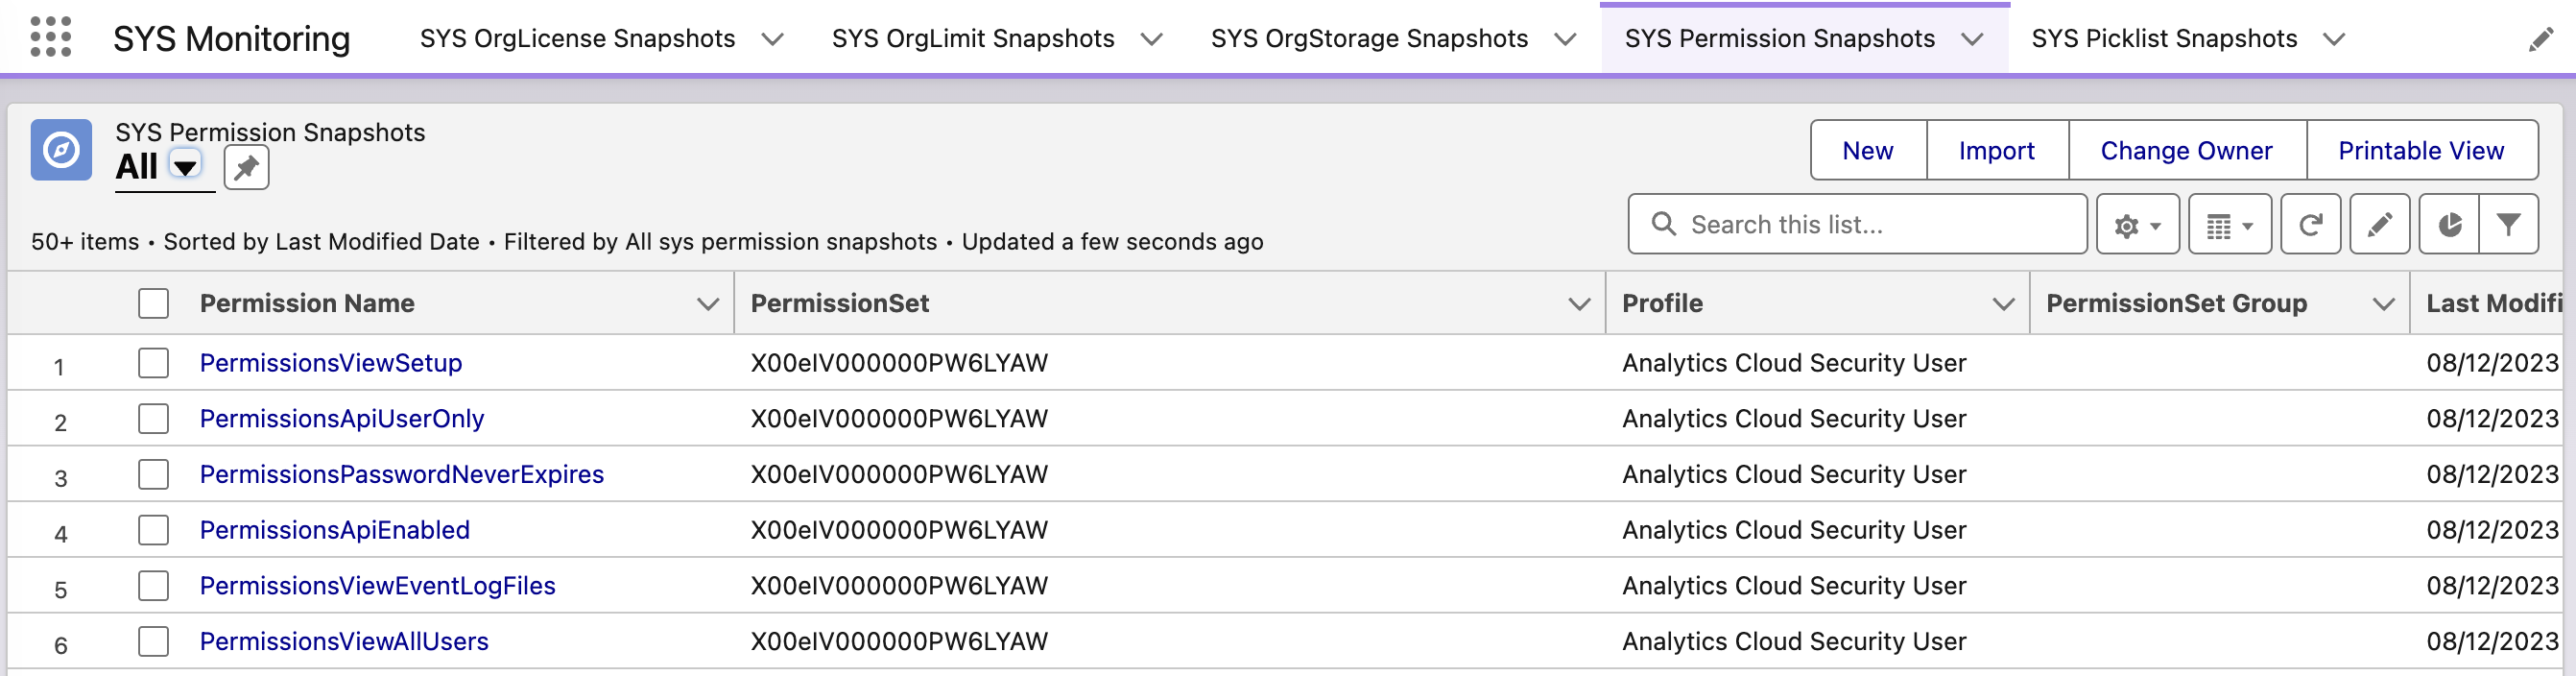 SYS Monitoring SYS OrgLicense Snapshots SYS OrgLimit Snapshots SYS OrgStorage Snapshots SYS Permission Snapshots SYS Picklist Snapshots
SYS Permission Snapshots
All
New Import Change Owner Printable View
50+ items • Sorted by Last Modified Date • Filtered by All sys permission snapshots • Updated a few seconds ago
Search this list...
Permission Name PermissionSet Profile PermissionSet Group Last Modifi
1 PermissionsViewSetup X00eIV000000PW6LYAW Analytics Cloud Security User 08/12/2023
2 PermissionsApiUserOnly X00eIV000000PW6LYAW Analytics Cloud Security User 08/12/2023
3 PermissionsPasswordNeverExpires X00eIV000000PW6LYAW Analytics Cloud Security User 08/12/2023
4 PermissionsApiEnabled X00eIV000000PW6LYAW Analytics Cloud Security User 08/12/2023
5 PermissionsViewEventLogFiles X00eIV000000PW6LYAW Analytics Cloud Security User 08/12/2023
6 PermissionsViewAllUsers X00eIV000000PW6LYAW Analytics Cloud Security User 08/12/2023